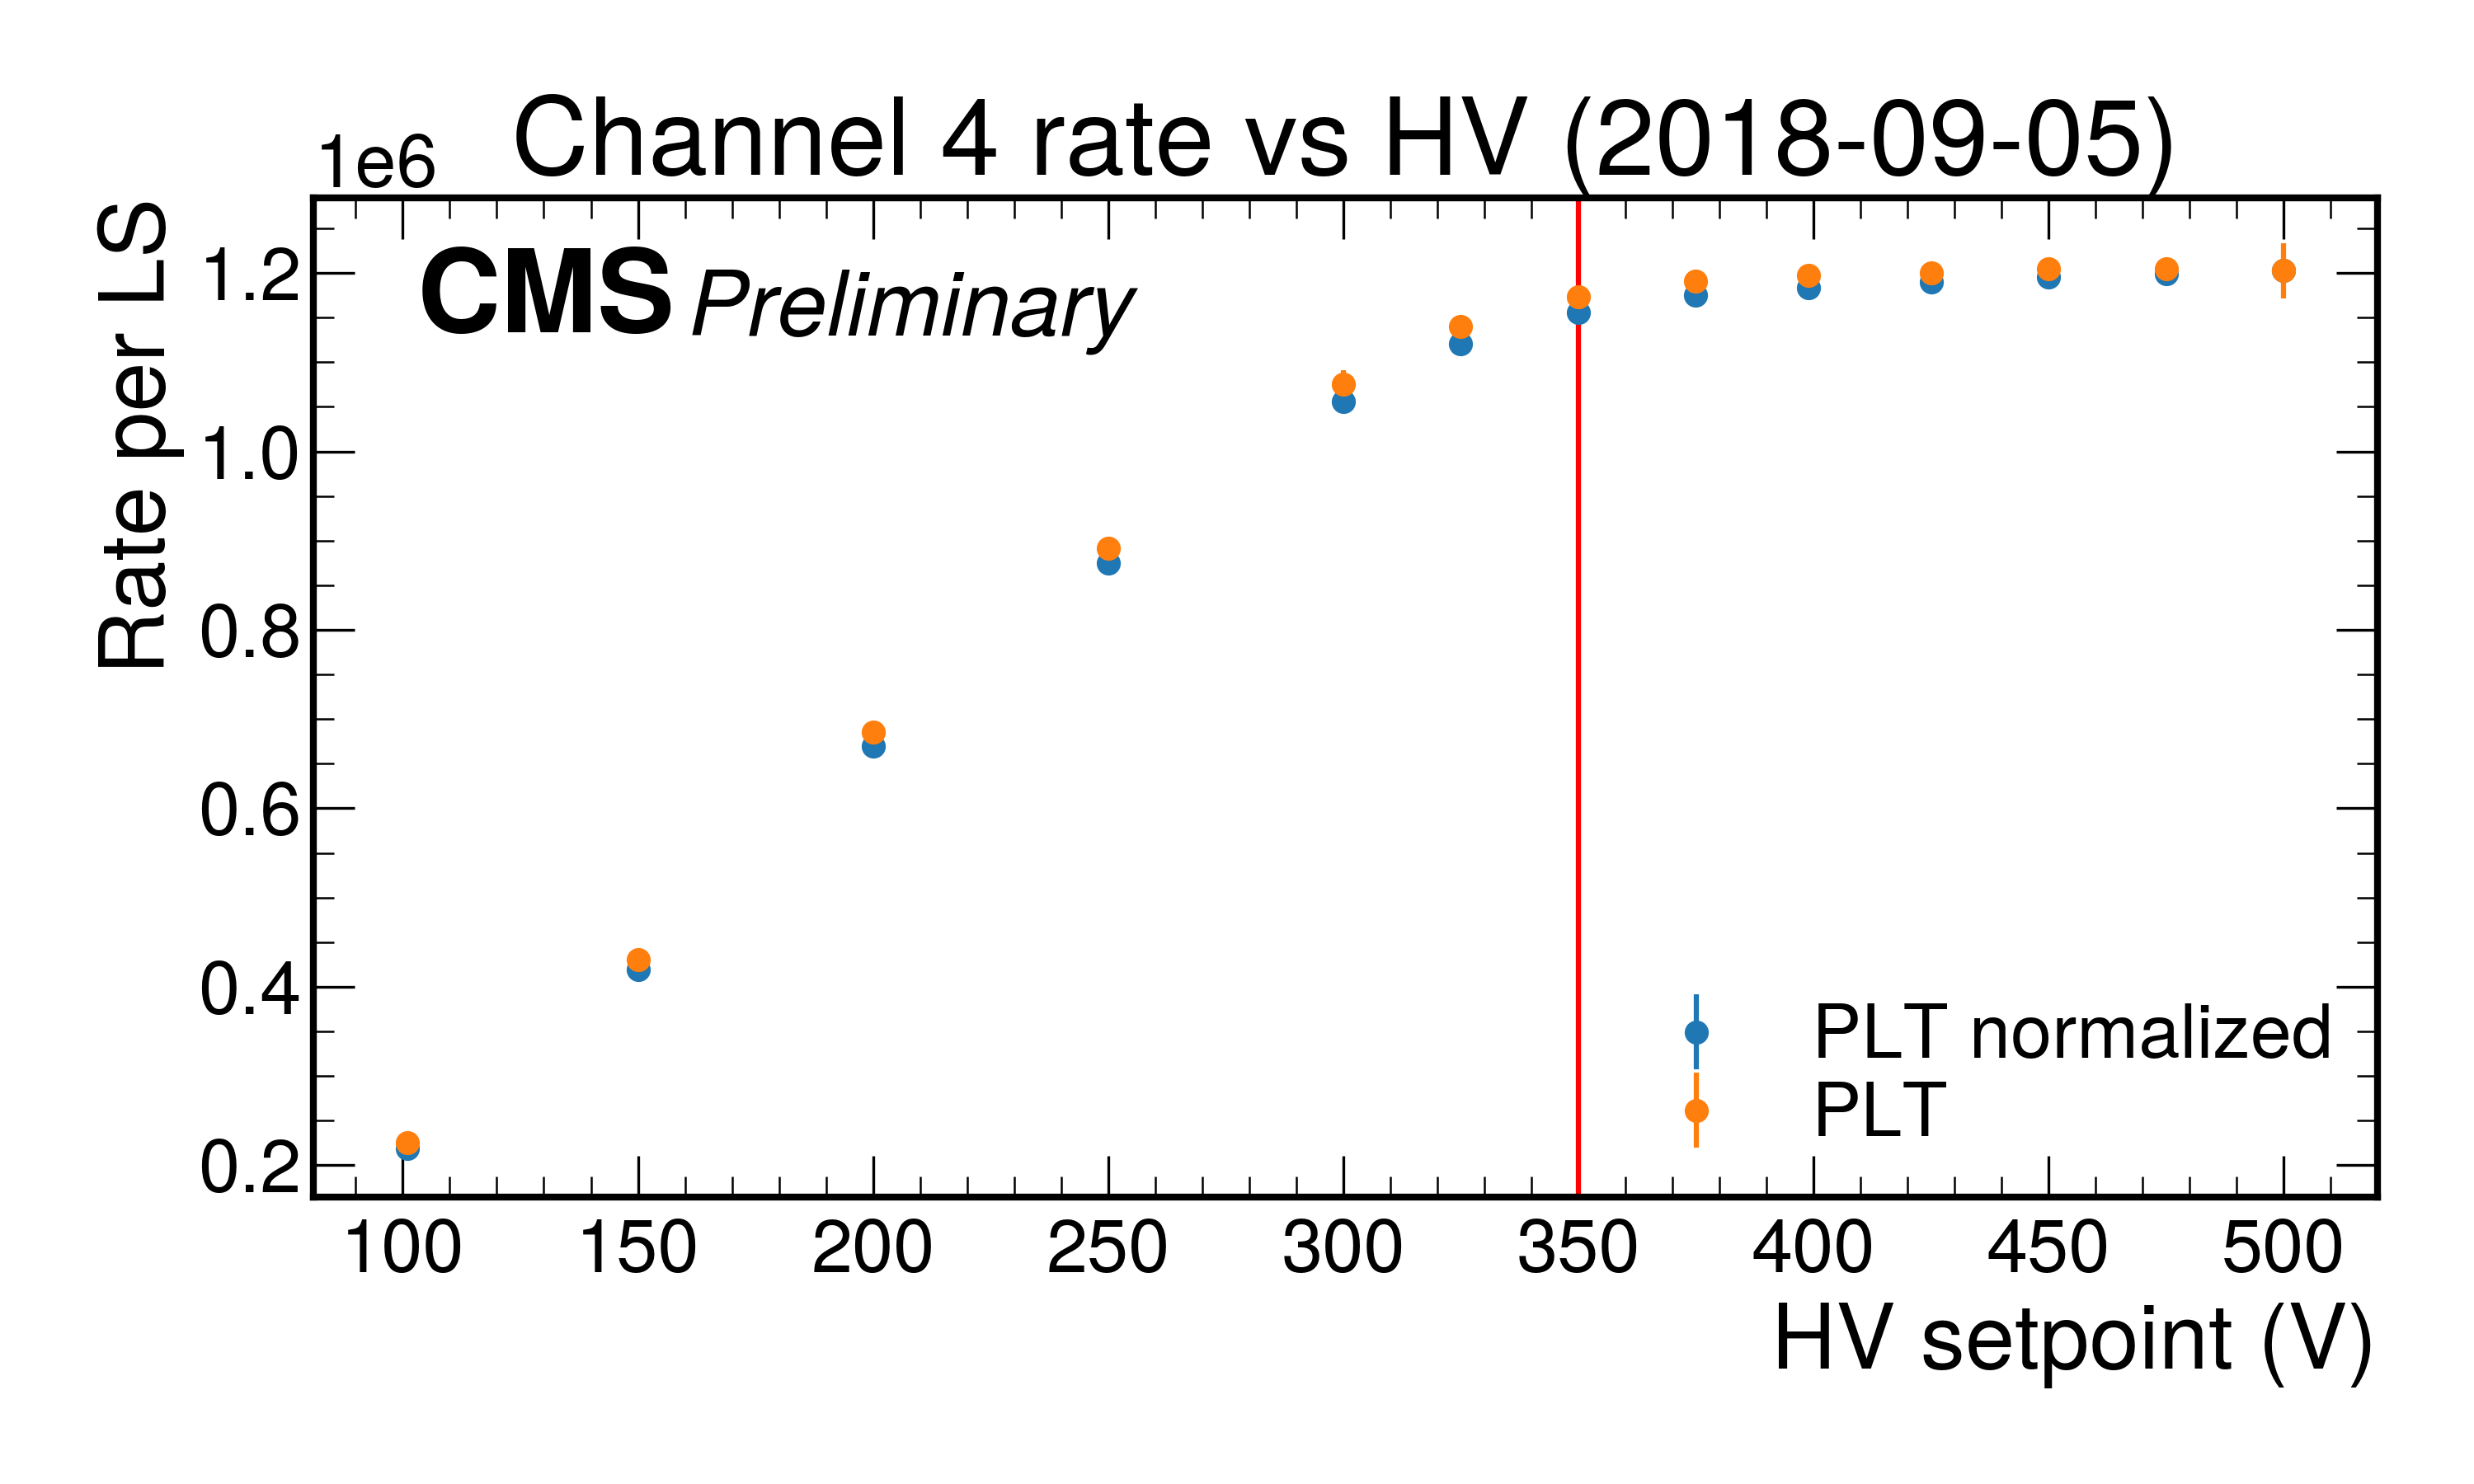 Channel 4 rate vs HV (2018-09-05)
1e6
CMS Preliminary
Rate per LS
1.2
1.0
0.8
0.6
0.4
0.2
PLT normalized
PLT
100 150 200 250 300 350 400 450 500
HV setpoint (V)